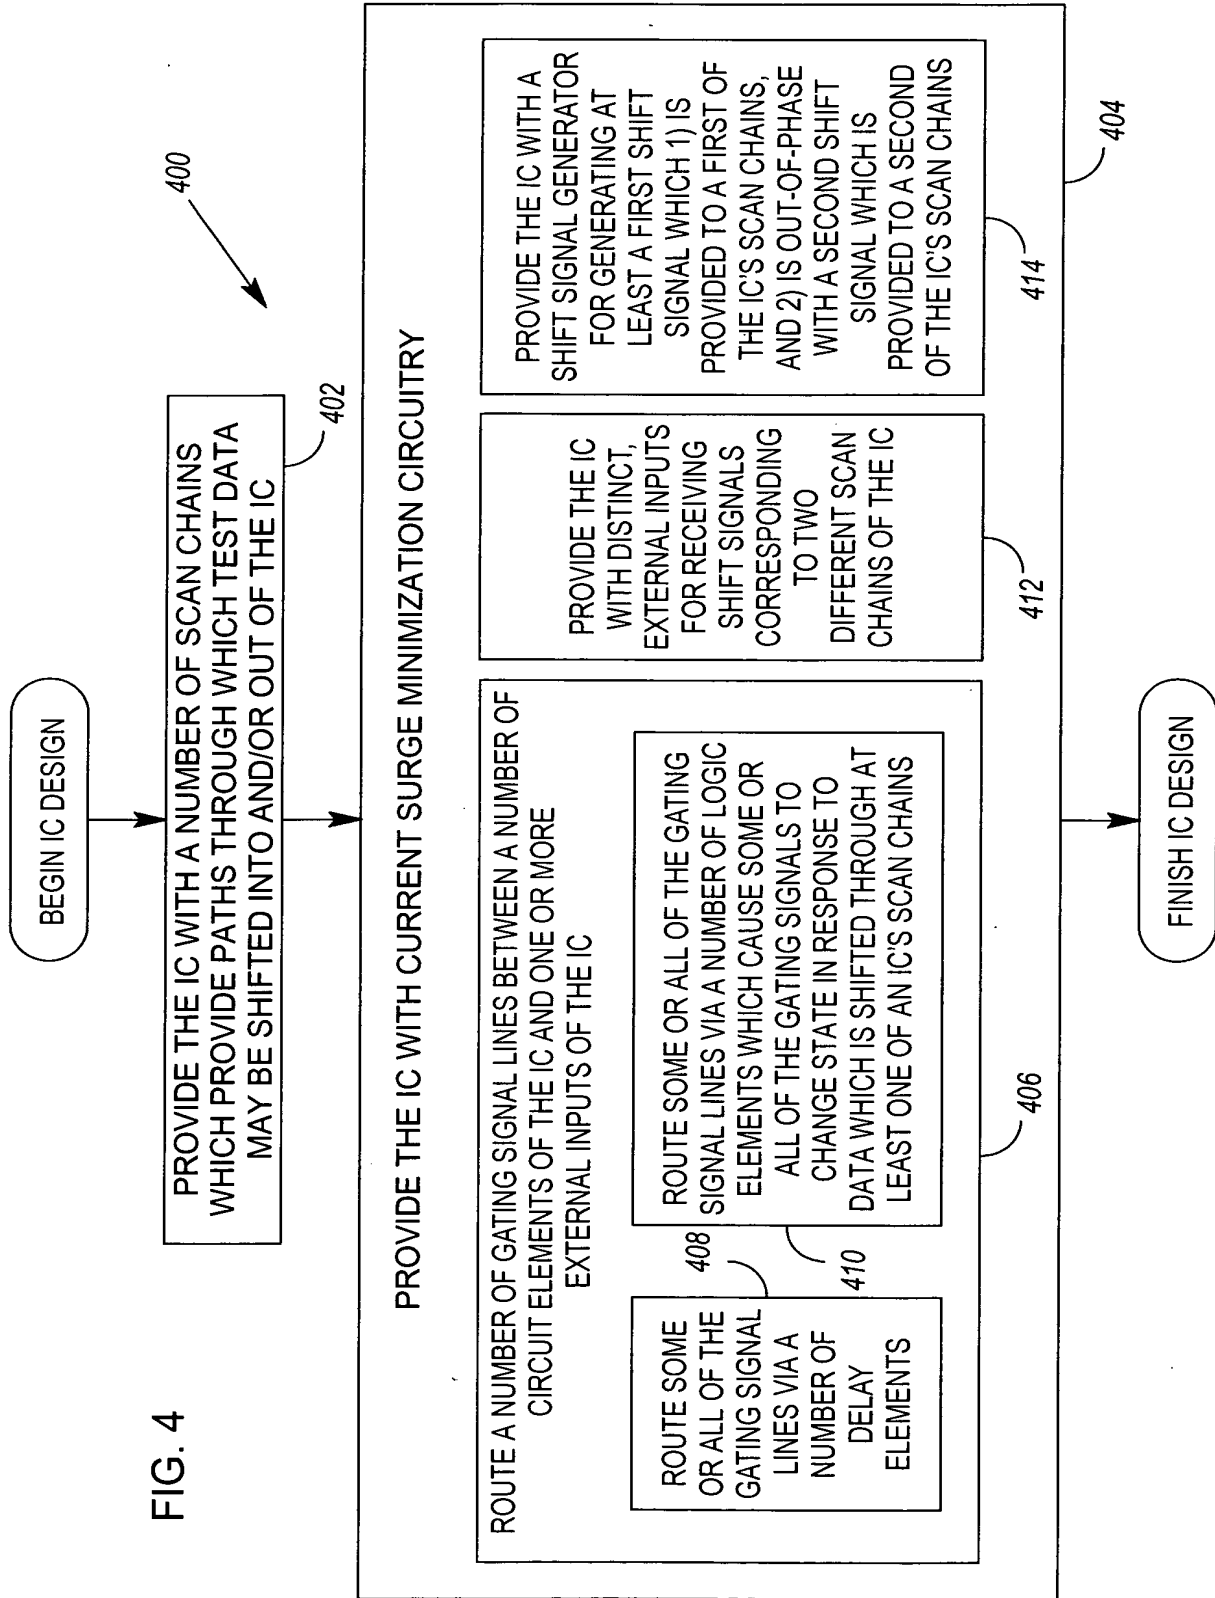 FIG. 4
400
BEGIN IC DESIGN
PROVIDE THE IC WITH A NUMBER OF SCAN CHAINS
WHICH PROVIDE PATHS THROUGH WHICH TEST DATA
MAY BE SHIFTED INTO AND/OR OUT OF THE IC
402
PROVIDE THE IC WITH CURRENT SURGE MINIMIZATION CIRCUITRY
ROUTE A NUMBER OF GATING SIGNAL LINES BETWEEN A NUMBER OF
CIRCUIT ELEMENTS OF THE IC AND ONE OR MORE
EXTERNAL INPUTS OF THE IC
ROUTE SOME
OR ALL OF THE
GATING SIGNAL
LINES VIA A
NUMBER OF
DELAY
ELEMENTS
408
ROUTE SOME OR ALL OF THE GATING
SIGNAL LINES VIA A NUMBER OF LOGIC
ELEMENTS WHICH CAUSE SOME OR
ALL OF THE GATING SIGNALS TO
CHANGE STATE IN RESPONSE TO
DATA WHICH IS SHIFTED THROUGH AT
LEAST ONE OF AN IC'S SCAN CHAINS
410
406
PROVIDE THE IC
WITH DISTINCT,
EXTERNAL INPUTS
FOR RECEIVING
SHIFT SIGNALS
CORRESPONDING
TO TWO
DIFFERENT SCAN
CHAINS OF THE IC
412
PROVIDE THE IC WITH A
SHIFT SIGNAL GENERATOR
FOR GENERATING AT
LEAST A FIRST SHIFT
SIGNAL WHICH 1) IS
PROVIDED TO A FIRST OF
THE IC'S SCAN CHAINS,
AND 2) IS OUT-OF-PHASE
WITH A SECOND SHIFT
SIGNAL WHICH IS
PROVIDED TO A SECOND
OF THE IC'S SCAN CHAINS
414
404
FINISH IC DESIGN